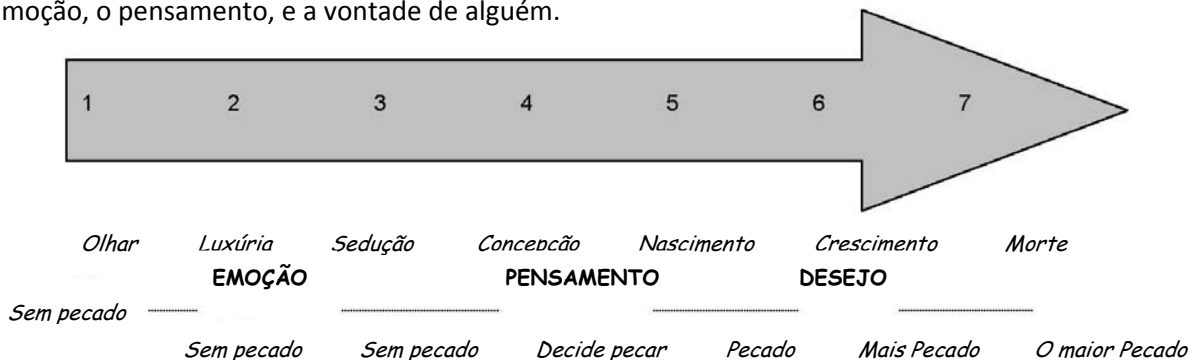 moção, o pensamento, e a vontade de alguém.
1 2 3 4 5 6 7
Olhar Luxúria Sedução Concepção Nascimento Crescimento Morte
EMOÇÃO PENSAMENTO DESEJO
Sem pecado
Sem pecado Sem pecado Decide pecar Pecado Mais Pecado O maior Pecado